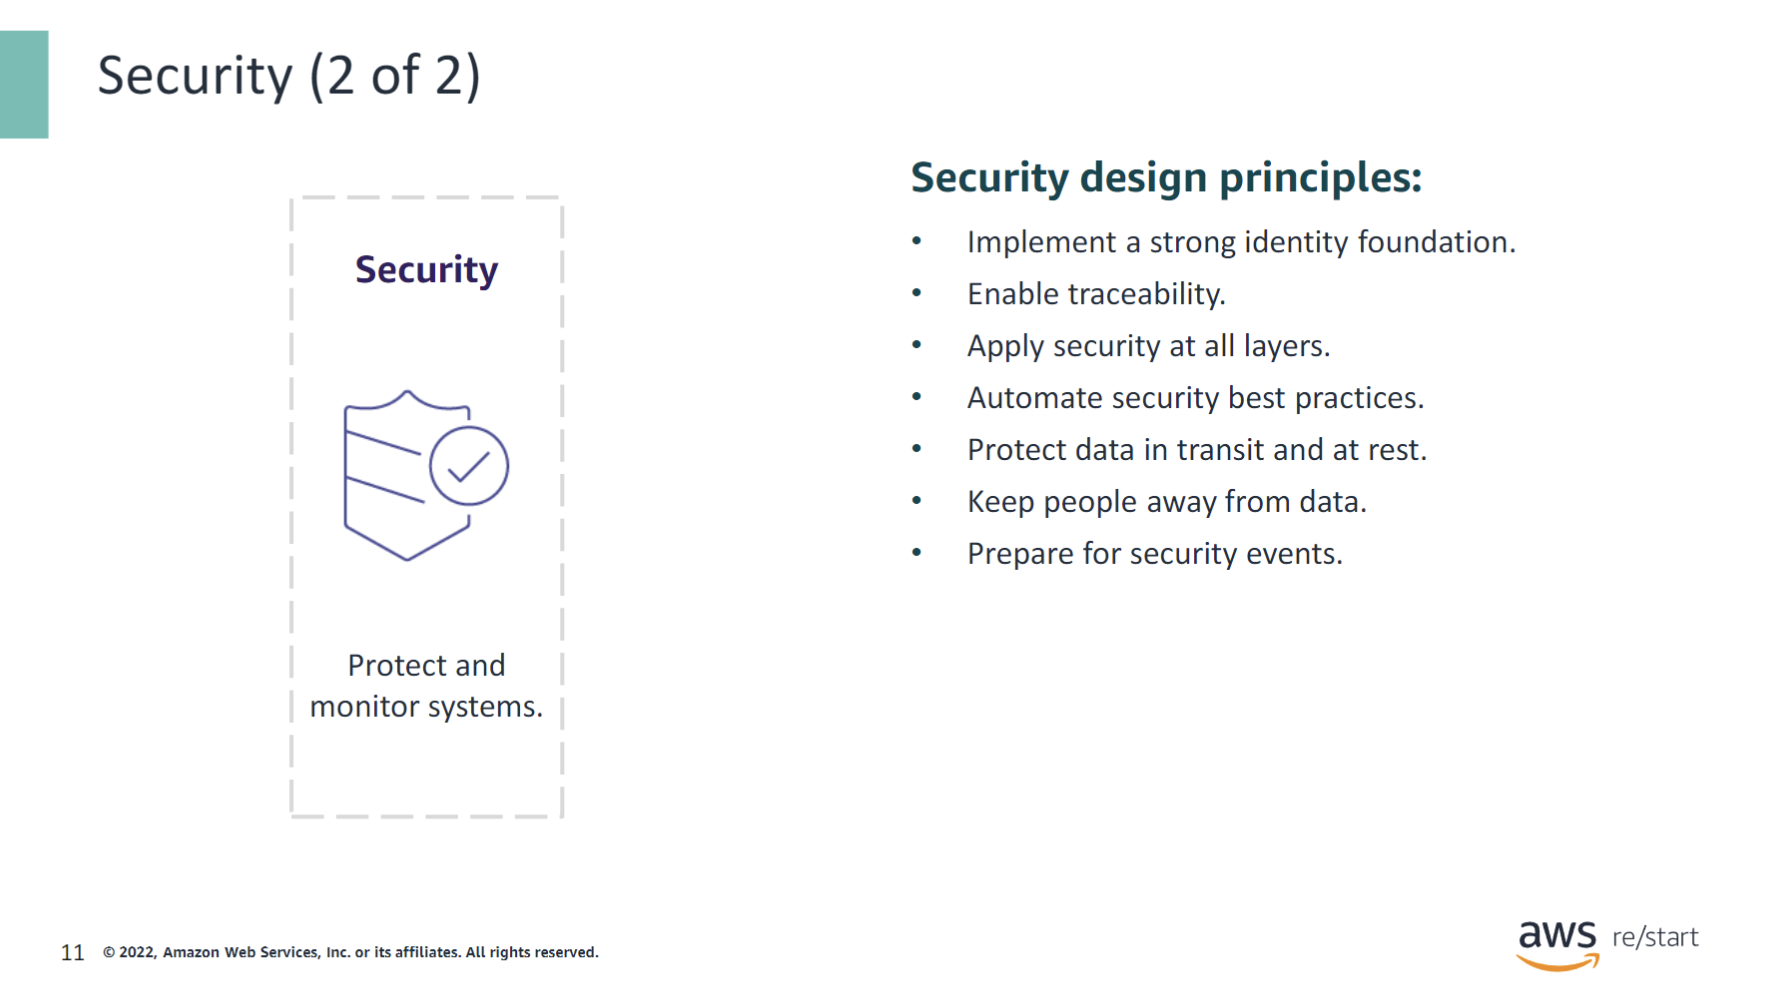 Security (2 of 2)
Security
Protect and
monitor systems.
Security design principles:
• Implement a strong identity foundation.
• Enable traceability.
• Apply security at all layers.
• Automate security best practices.
• Protect data in transit and at rest.
• Keep people away from data.
• Prepare for security events.
11 © 2022, Amazon Web Services, Inc. or its affiliates. All rights reserved.
aws re/start